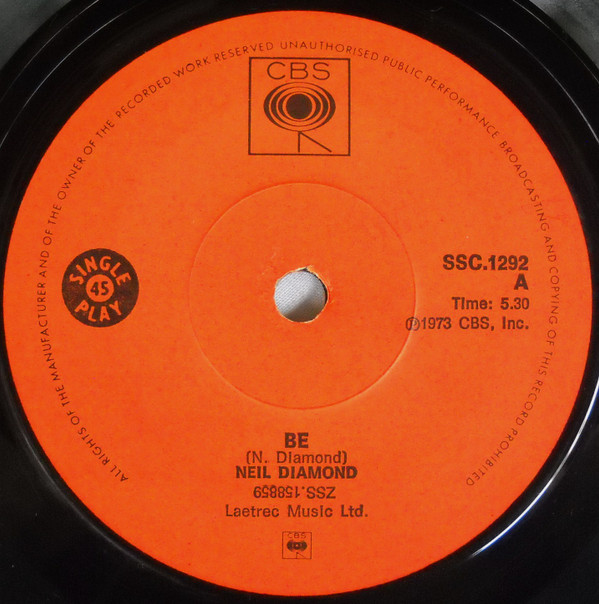 ALL RIGHTS OF THE MANUFACTURER AND OF THE OWNER OF THE RECORDED WORK RESERVED UNAUTHORISED PUBLIC PERFORMANCE BROADCASTING AND COPYING OF THIS RECORD PROHIBITED
CBS
SINGLE
45
PLAY
SSC.1292
A
Time: 5.30
℗1973 CBS, Inc.
BE
(N. Diamond)
NEIL DIAMOND
ZSS.158859
Laetrec Music Ltd.
CBS